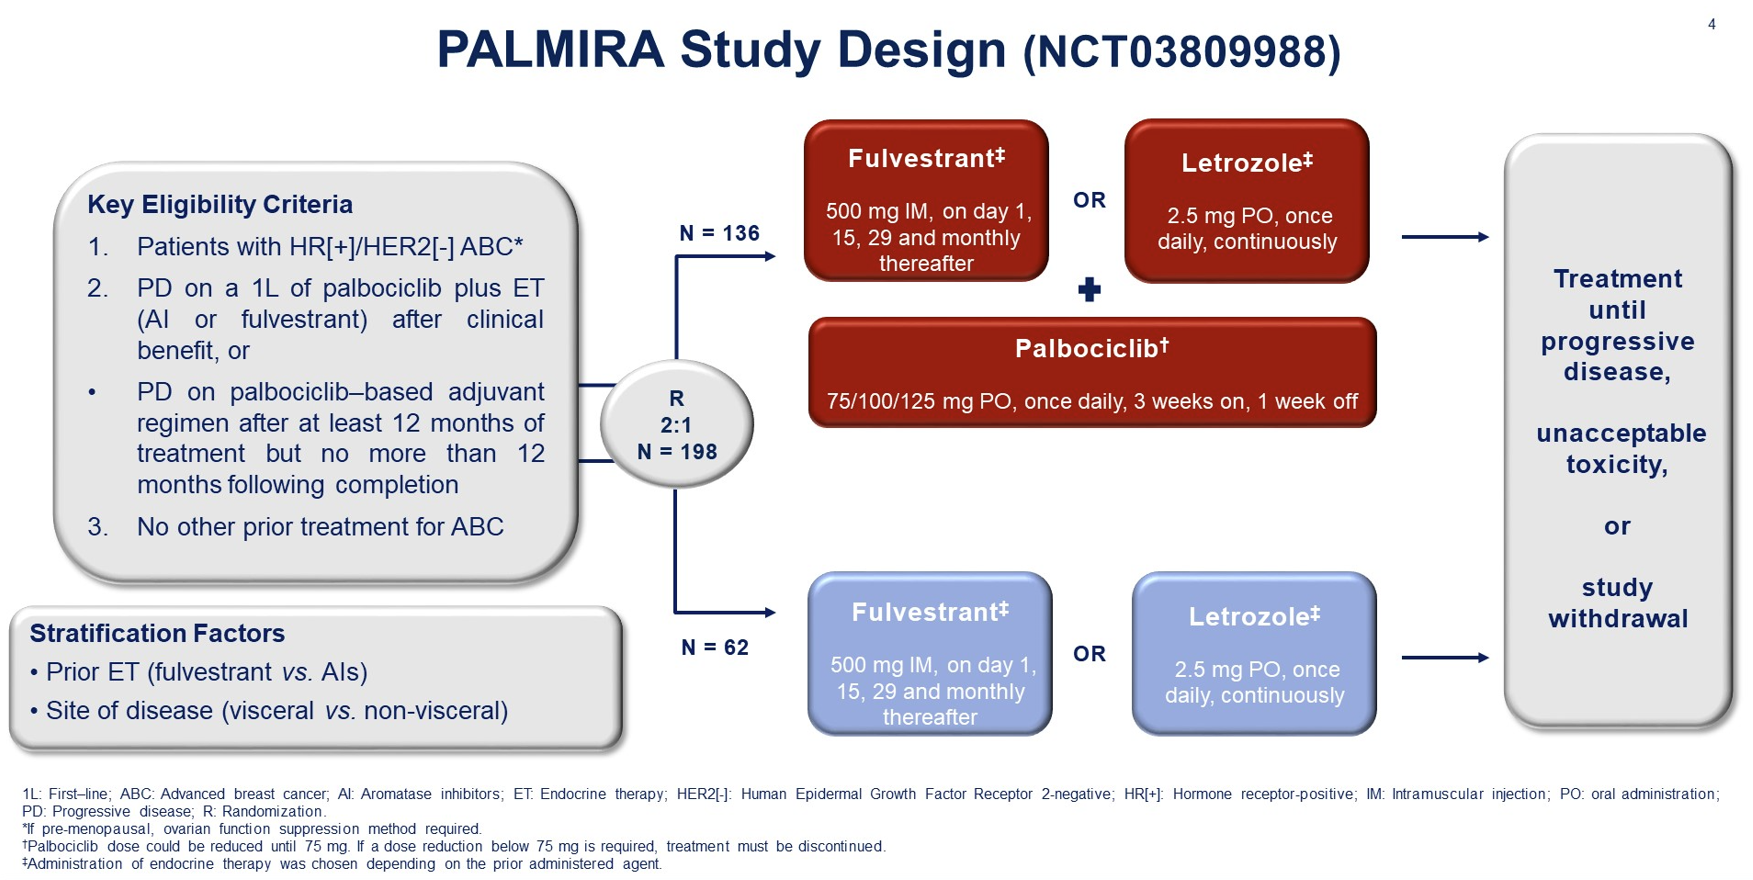 4
PALMIRA Study Design (NCT03809988)
Key Eligibility Criteria
1. Patients with HR[+]/HER2[-] ABC*
2. PD on a 1L of palbociclib plus ET
(AI or fulvestrant) after clinical
benefit, or
• PD on palbociclib–based adjuvant
regimen after at least 12 months of
treatment but no more than 12
months following completion
3. No other prior treatment for ABC
Stratification Factors
• Prior ET (fulvestrant vs. AIs)
• Site of disease (visceral vs. non-visceral)
R
2:1
N = 198
N = 136
Fulvestrant‡
500 mg IM, on day 1,
15, 29 and monthly
thereafter
OR
Letrozole‡
2.5 mg PO, once
daily, continuously
Palbociclib†
75/100/125 mg PO, once daily, 3 weeks on, 1 week off
N = 62
Fulvestrant‡
500 mg IM, on day 1,
15, 29 and monthly
thereafter
OR
Letrozole‡
2.5 mg PO, once
daily, continuously
Treatment
until
progressive
disease,
unacceptable
toxicity,
or
study
withdrawal
1L: First–line; ABC: Advanced breast cancer; AI: Aromatase inhibitors; ET: Endocrine therapy; HER2[-]: Human Epidermal Growth Factor Receptor 2-negative; HR[+]: Hormone receptor-positive; IM: Intramuscular injection; PO: oral administration;
PD: Progressive disease; R: Randomization.
*If pre-menopausal, ovarian function suppression method required.
†Palbociclib dose could be reduced until 75 mg. If a dose reduction below 75 mg is required, treatment must be discontinued.
‡Administration of endocrine therapy was chosen depending on the prior administered agent.